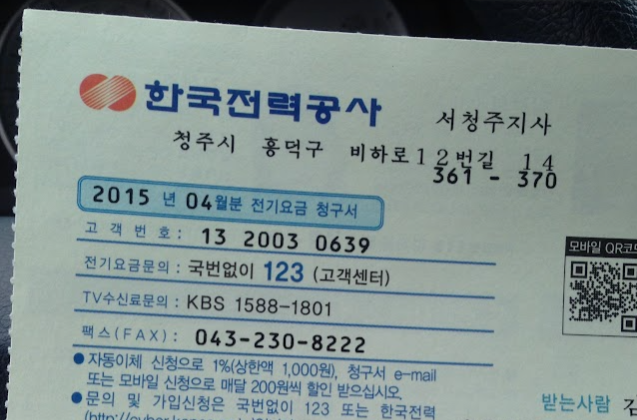 한국전력공사 서청주지사
청주시 흥덕구 비하로12번길 14
361 - 370
2015 년 04월분 전기요금 청구서
고 객 번 호 : 13 2003 0639
모바일 QR코드
전기요금문의 : 국번없이 123 (고객센터)
TV수신료문의 : KBS 1588-1801
팩스(FAX) : 043-230-8222
●자동이체 신청으로 1%(상한액 1,000원), 청구서 e-mail
또는 모바일 신청으로 매달 200원씩 할인 받으십시오.
●문의 및 가입신청은 국번없이 123 또는 한국전력
받는사람